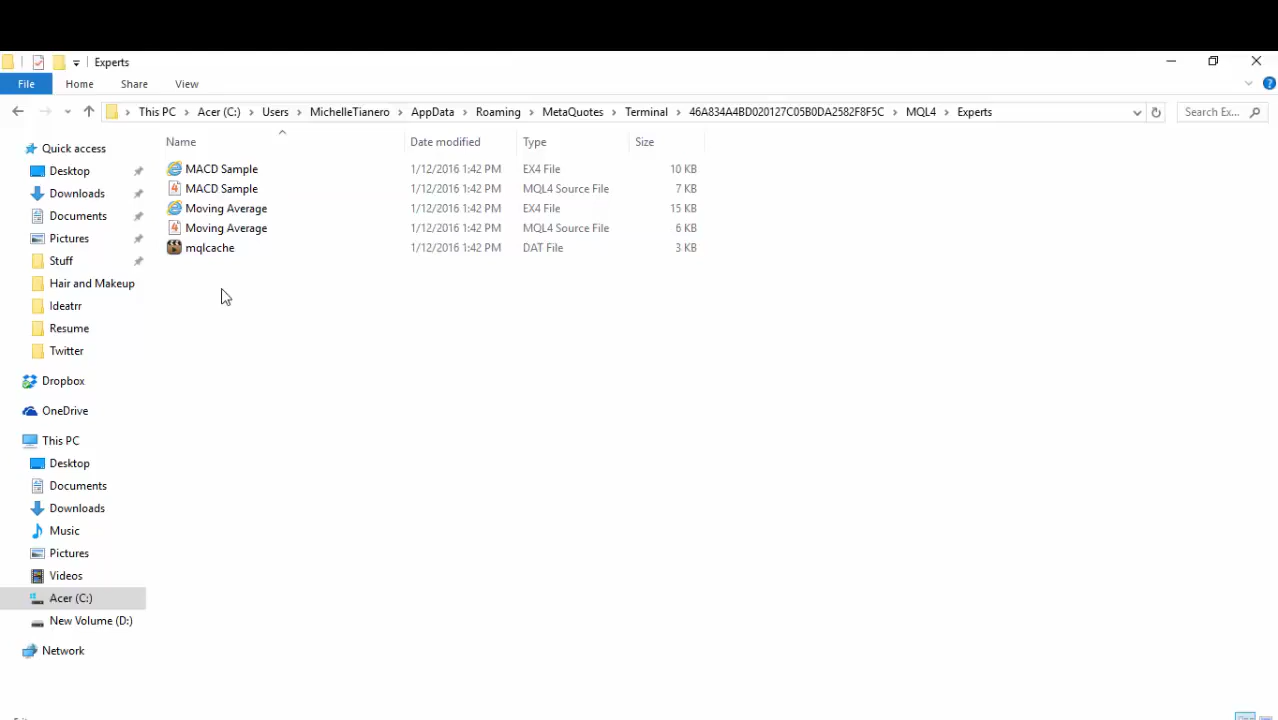 Experts
File Home Share View
This PC Acer (C:) Users MichelleTianero AppData Roaming MetaQuotes Terminal 46A834A4BD020127C05B0DA2582F8F5C MQL4 Experts Search Ex...
Name Date modified Type Size
Quick access
Desktop
Downloads
Documents
Pictures
Stuff
Hair and Makeup
Ideatrr
Resume
Twitter
Dropbox
OneDrive
This PC
Desktop
Documents
Downloads
Music
Pictures
Videos
Acer (C:)
New Volume (D:)
Network
MACD Sample 1/12/2016 1:42 PM EX4 File 10 KB
MACD Sample 1/12/2016 1:42 PM MQL4 Source File 7 KB
Moving Average 1/12/2016 1:42 PM EX4 File 15 KB
Moving Average 1/12/2016 1:42 PM MQL4 Source File 6 KB
mqlcache 1/12/2016 1:42 PM DAT File 3 KB